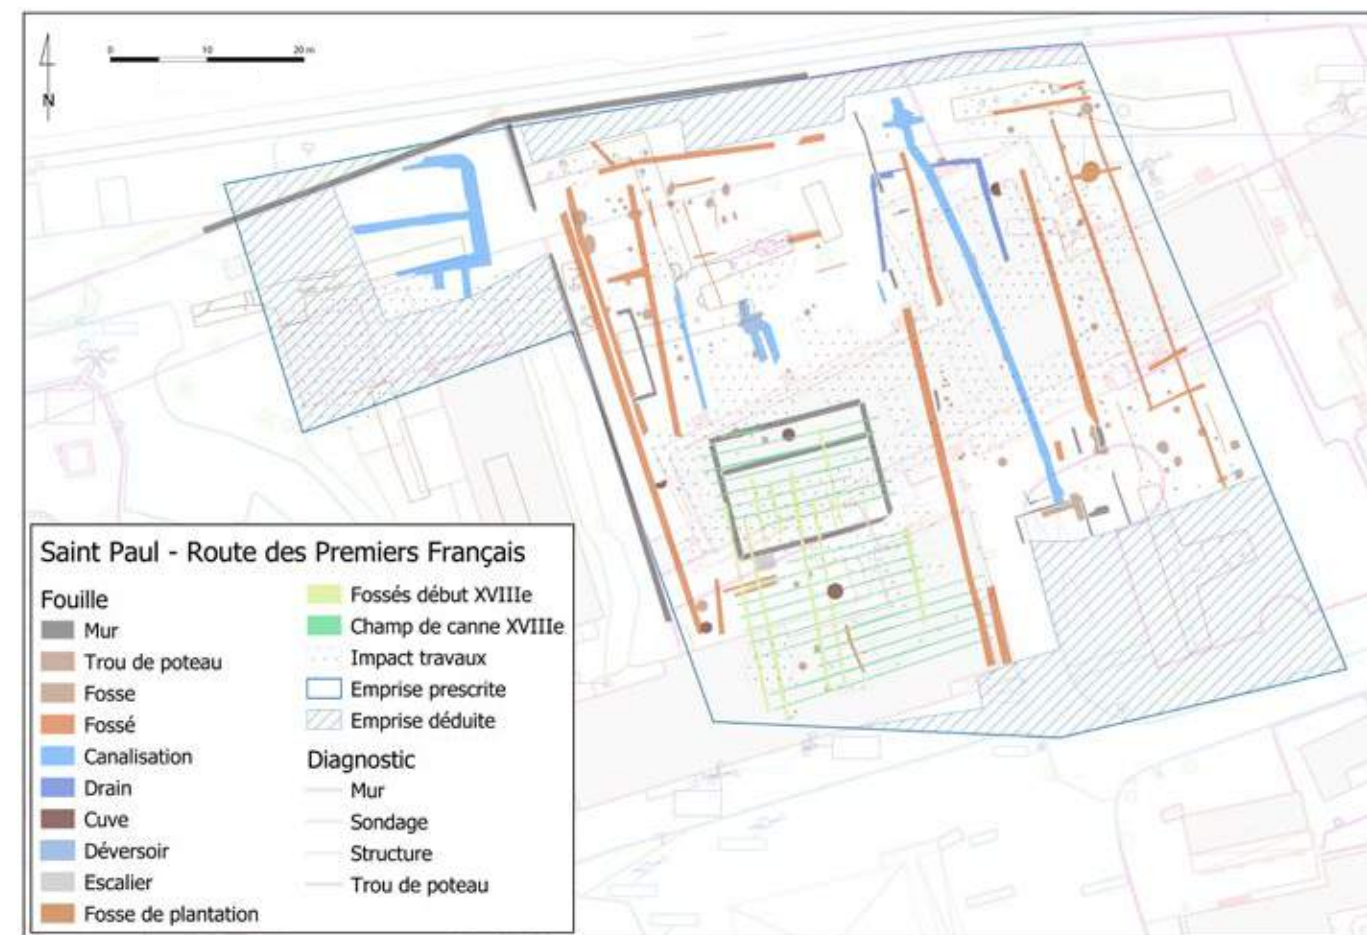 0 10 20 m
N
Saint Paul - Route des Premiers Français
Fouille
Mur
Trou de poteau
Fosse
Fossé
Canalisation
Drain
Cuve
Déversoir
Escalier
Fosse de plantation
Fossés début XVIIIe
Champ de canne XVIIIe
Impact travaux
Emprise prescrite
Emprise déduite
Diagnostic
Mur
Sondage
Structure
Trou de poteau